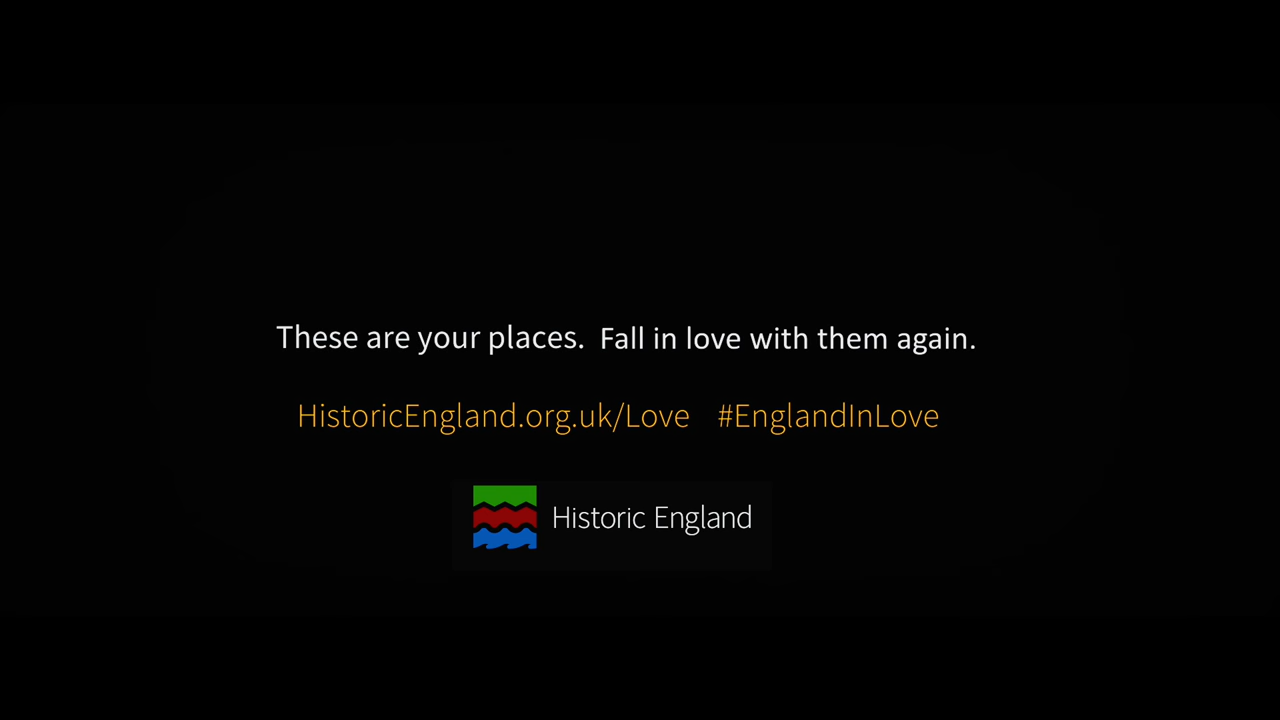 These are your places. Fall in love with them again.
HistoricEngland.org.uk/Love #EnglandInLove
Historic England